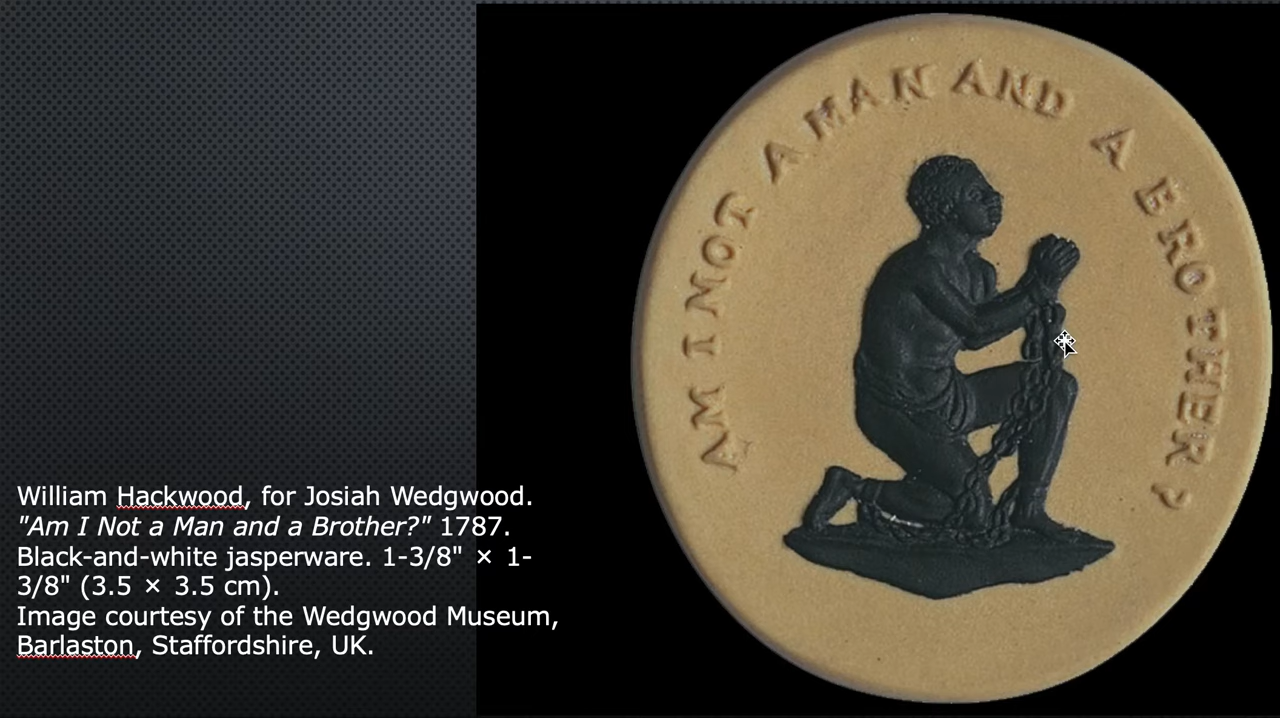 AM I NOT A MAN AND A BROTHER ?
William Hackwood, for Josiah Wedgwood.
"Am I Not a Man and a Brother?" 1787.
Black-and-white jasperware. 1-3/8" × 1-
3/8" (3.5 × 3.5 cm).
Image courtesy of the Wedgwood Museum,
Barlaston, Staffordshire, UK.